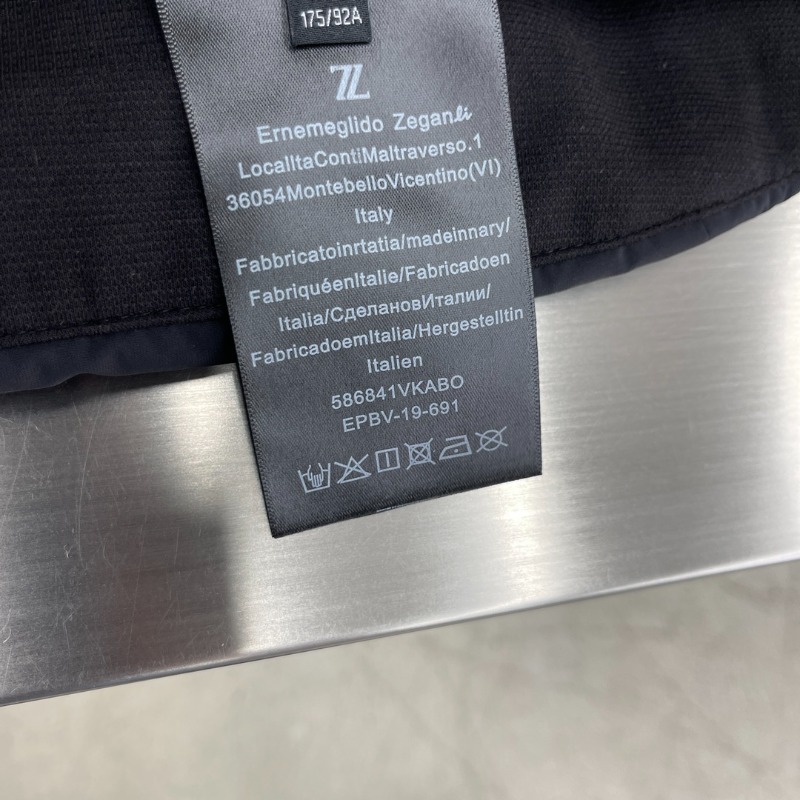 175/92A
Ernemeglido Zeganli
LocalltaContiMaltraverso.1
36054MontebelloVicentino(VI)
Italy
Fabbricatoinrtatia/madeinnary/
FabriquéenItalie/Fabricadoen
Italia/СделановИталии/
FabricadoemItalia/Hergestelltin
Italien
586841VKABO
EPBV-19-691